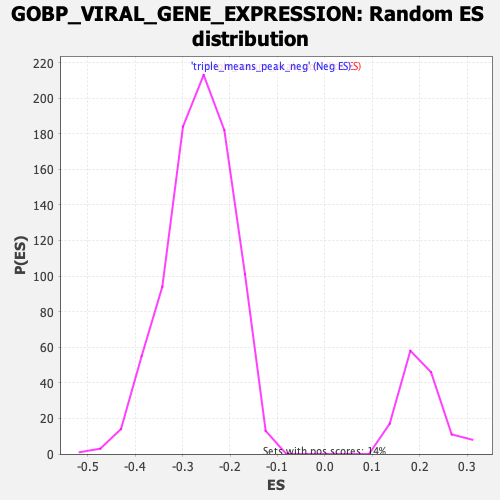 GOBP_VIRAL_GENE_EXPRESSION: Random ES
distribution
'triple_means_peak_neg' (Neg ES)
ES)
P(ES)
220
200
180
160
140
120
100
80
60
40
20
0
Sets with pos scores: 14%
-0.5 -0.4 -0.3 -0.2 -0.1 0.0 0.1 0.2 0.3
ES